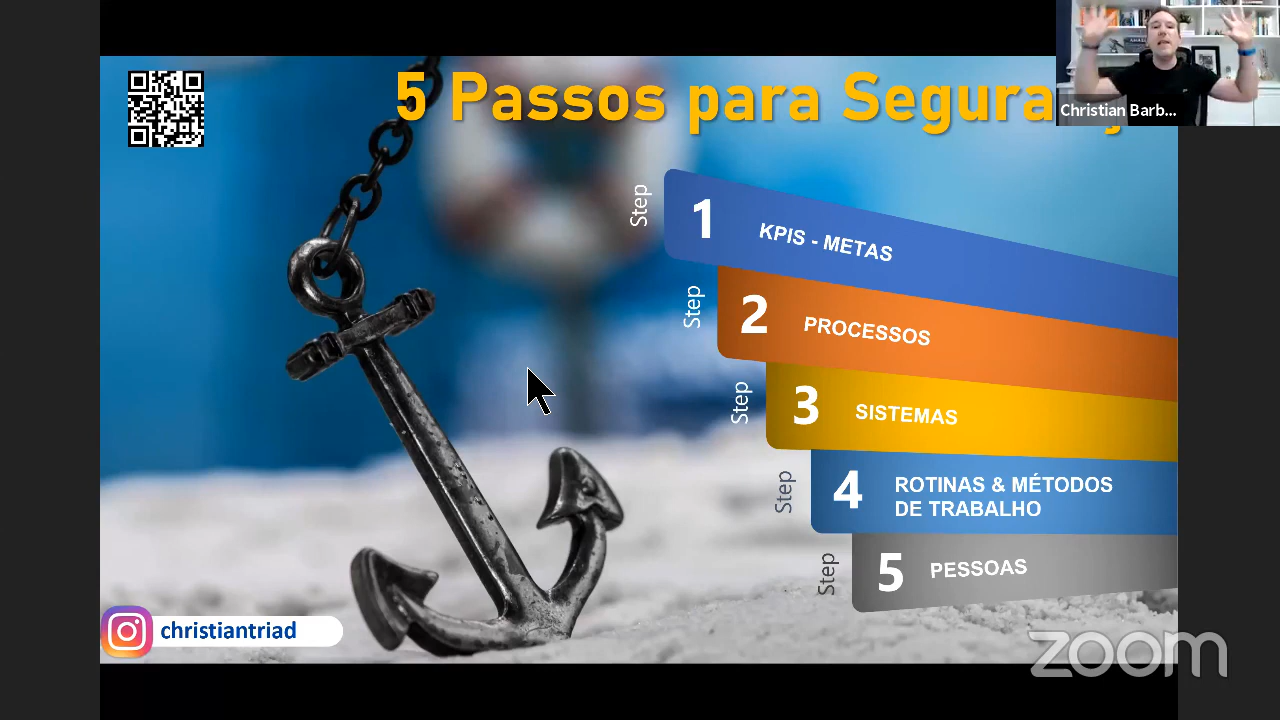 5 Passos para Segura
Christian Barb...
Step
1
KPIS - METAS
Step
2
PROCESSOS
Step
3
SISTEMAS
Step
4
ROTINAS & MÉTODOS
DE TRABALHO
Step
5
PESSOAS
christiantriad
zoom